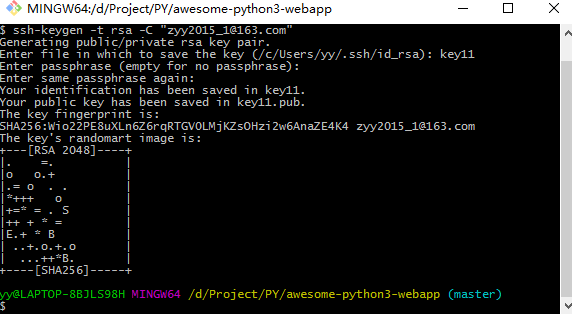 MINGW64:/d/Project/PY/awesome-python3-webapp
$ ssh-keygen -t rsa -C "zyy2015_1@163.com"
Generating public/private rsa key pair.
Enter file in which to save the key (/c/Users/yy/.ssh/id_rsa): key11
Enter passphrase (empty for no passphrase):
Enter same passphrase again:
Your identification has been saved in key11.
Your public key has been saved in key11.pub.
The key fingerprint is:
SHA256:Wio22PE8uXLn6Z6rqRTGV0LMjKZsOHzi2w6AnaZE4K4 zyy2015_1@163.com
The key's randomart image is:
+---[RSA 2048]----+
|.    =.          |
|o   o.+          |
|.= o  . .        |
|*+++   o         |
|+=* = . S        |
|++ + * =         |
|E.+ * B          |
| ..+.o.+.o       |
|  ...++*B.       |
+----[SHA256]-----+
yy@LAPTOP-8BJLS98H MINGW64 /d/Project/PY/awesome-python3-webapp (master)
$